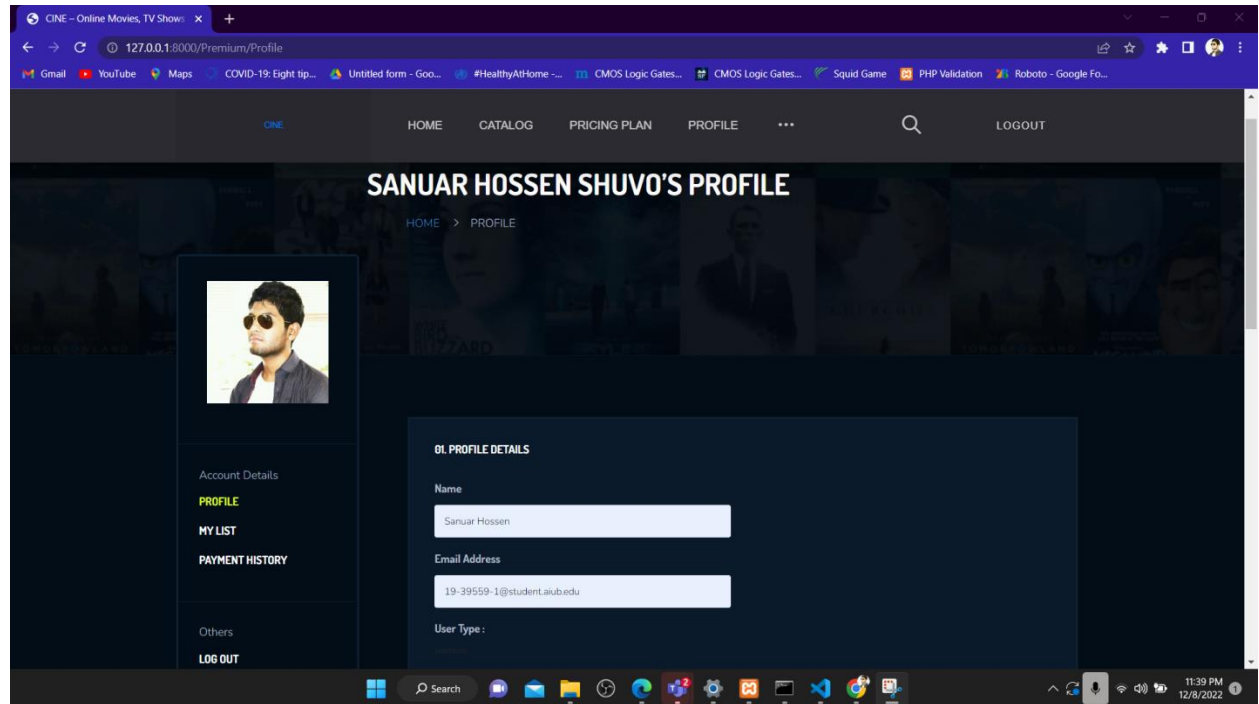 CINE – Online Movies, TV Shows
127.0.0.1:8000/Premium/Profile
Gmail YouTube Maps COVID-19: Eight tip... Untitled form - Goo... #HealthyAtHome -... CMOS Logic Gates... CMOS Logic Gates... Squid Game PHP Validation Roboto - Google Fo...
CINE HOME CATALOG PRICING PLAN PROFILE ••• LOGOUT
SANUAR HOSSEN SHUVO'S PROFILE
HOME > PROFILE
01. PROFILE DETAILS
Account Details
PROFILE
MY LIST
PAYMENT HISTORY
Name
Sanuar Hossen
Email Address
19-39559-1@student.aiub.edu
User Type :
Others
LOG OUT
Search
2
11:39 PM
12/8/2022
1